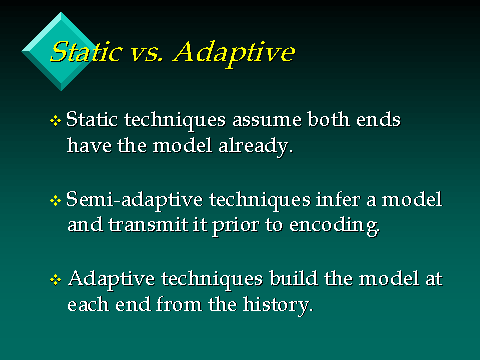 Static vs. Adaptive
Static techniques assume both ends
have the model already.
Semi-adaptive techniques infer a model
and transmit it prior to encoding.
Adaptive techniques build the model at
each end from the history.